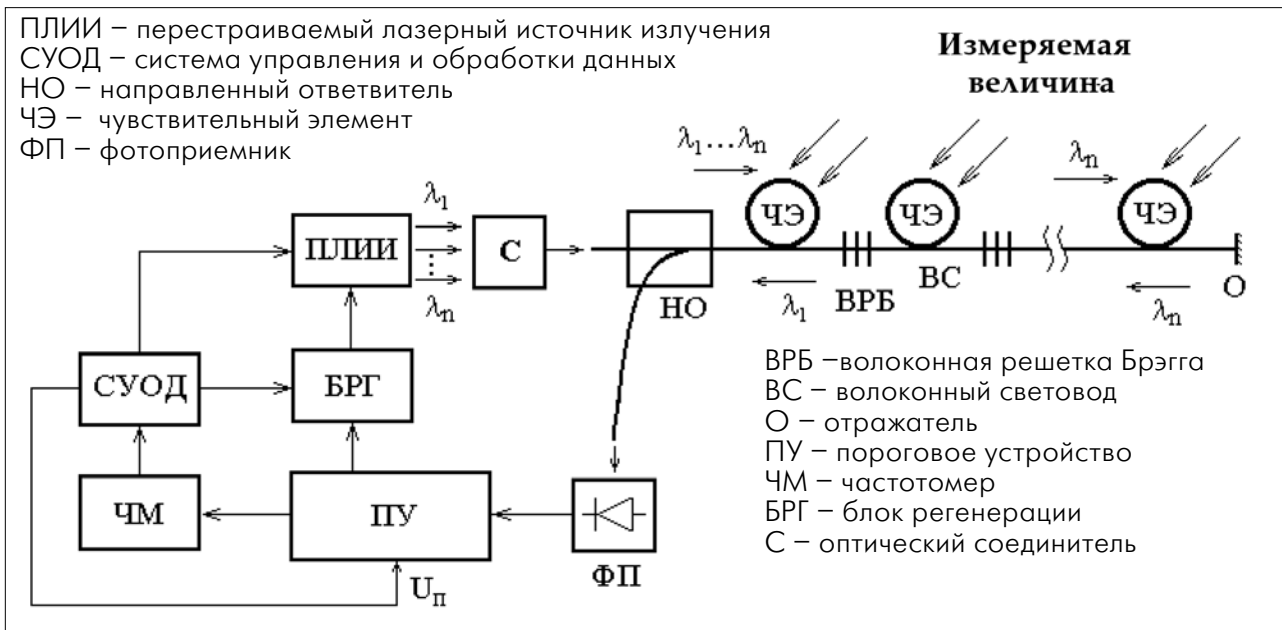 ПЛИИ – перестраиваемый лазерный источник излучения
СУОД – система управления и обработки данных
НО – направленный ответвитель
ЧЭ – чувствительный элемент
ФП – фотоприемник
Измеряемая
величина
λ1…λn
λn
λ1
ЧЭ
ЧЭ
ЧЭ
ПЛИИ
С
λn
НО
λ1
ВРБ
ВС
λn
О
СУОД
БРГ
ЧМ
ПУ
ФП
Uп
ВРБ –волоконная решетка Брэгга
ВС – волоконный световод
О – отражатель
ПУ – пороговое устройство
ЧМ – частотомер
БРГ – блок регенерации
С – оптический соединитель